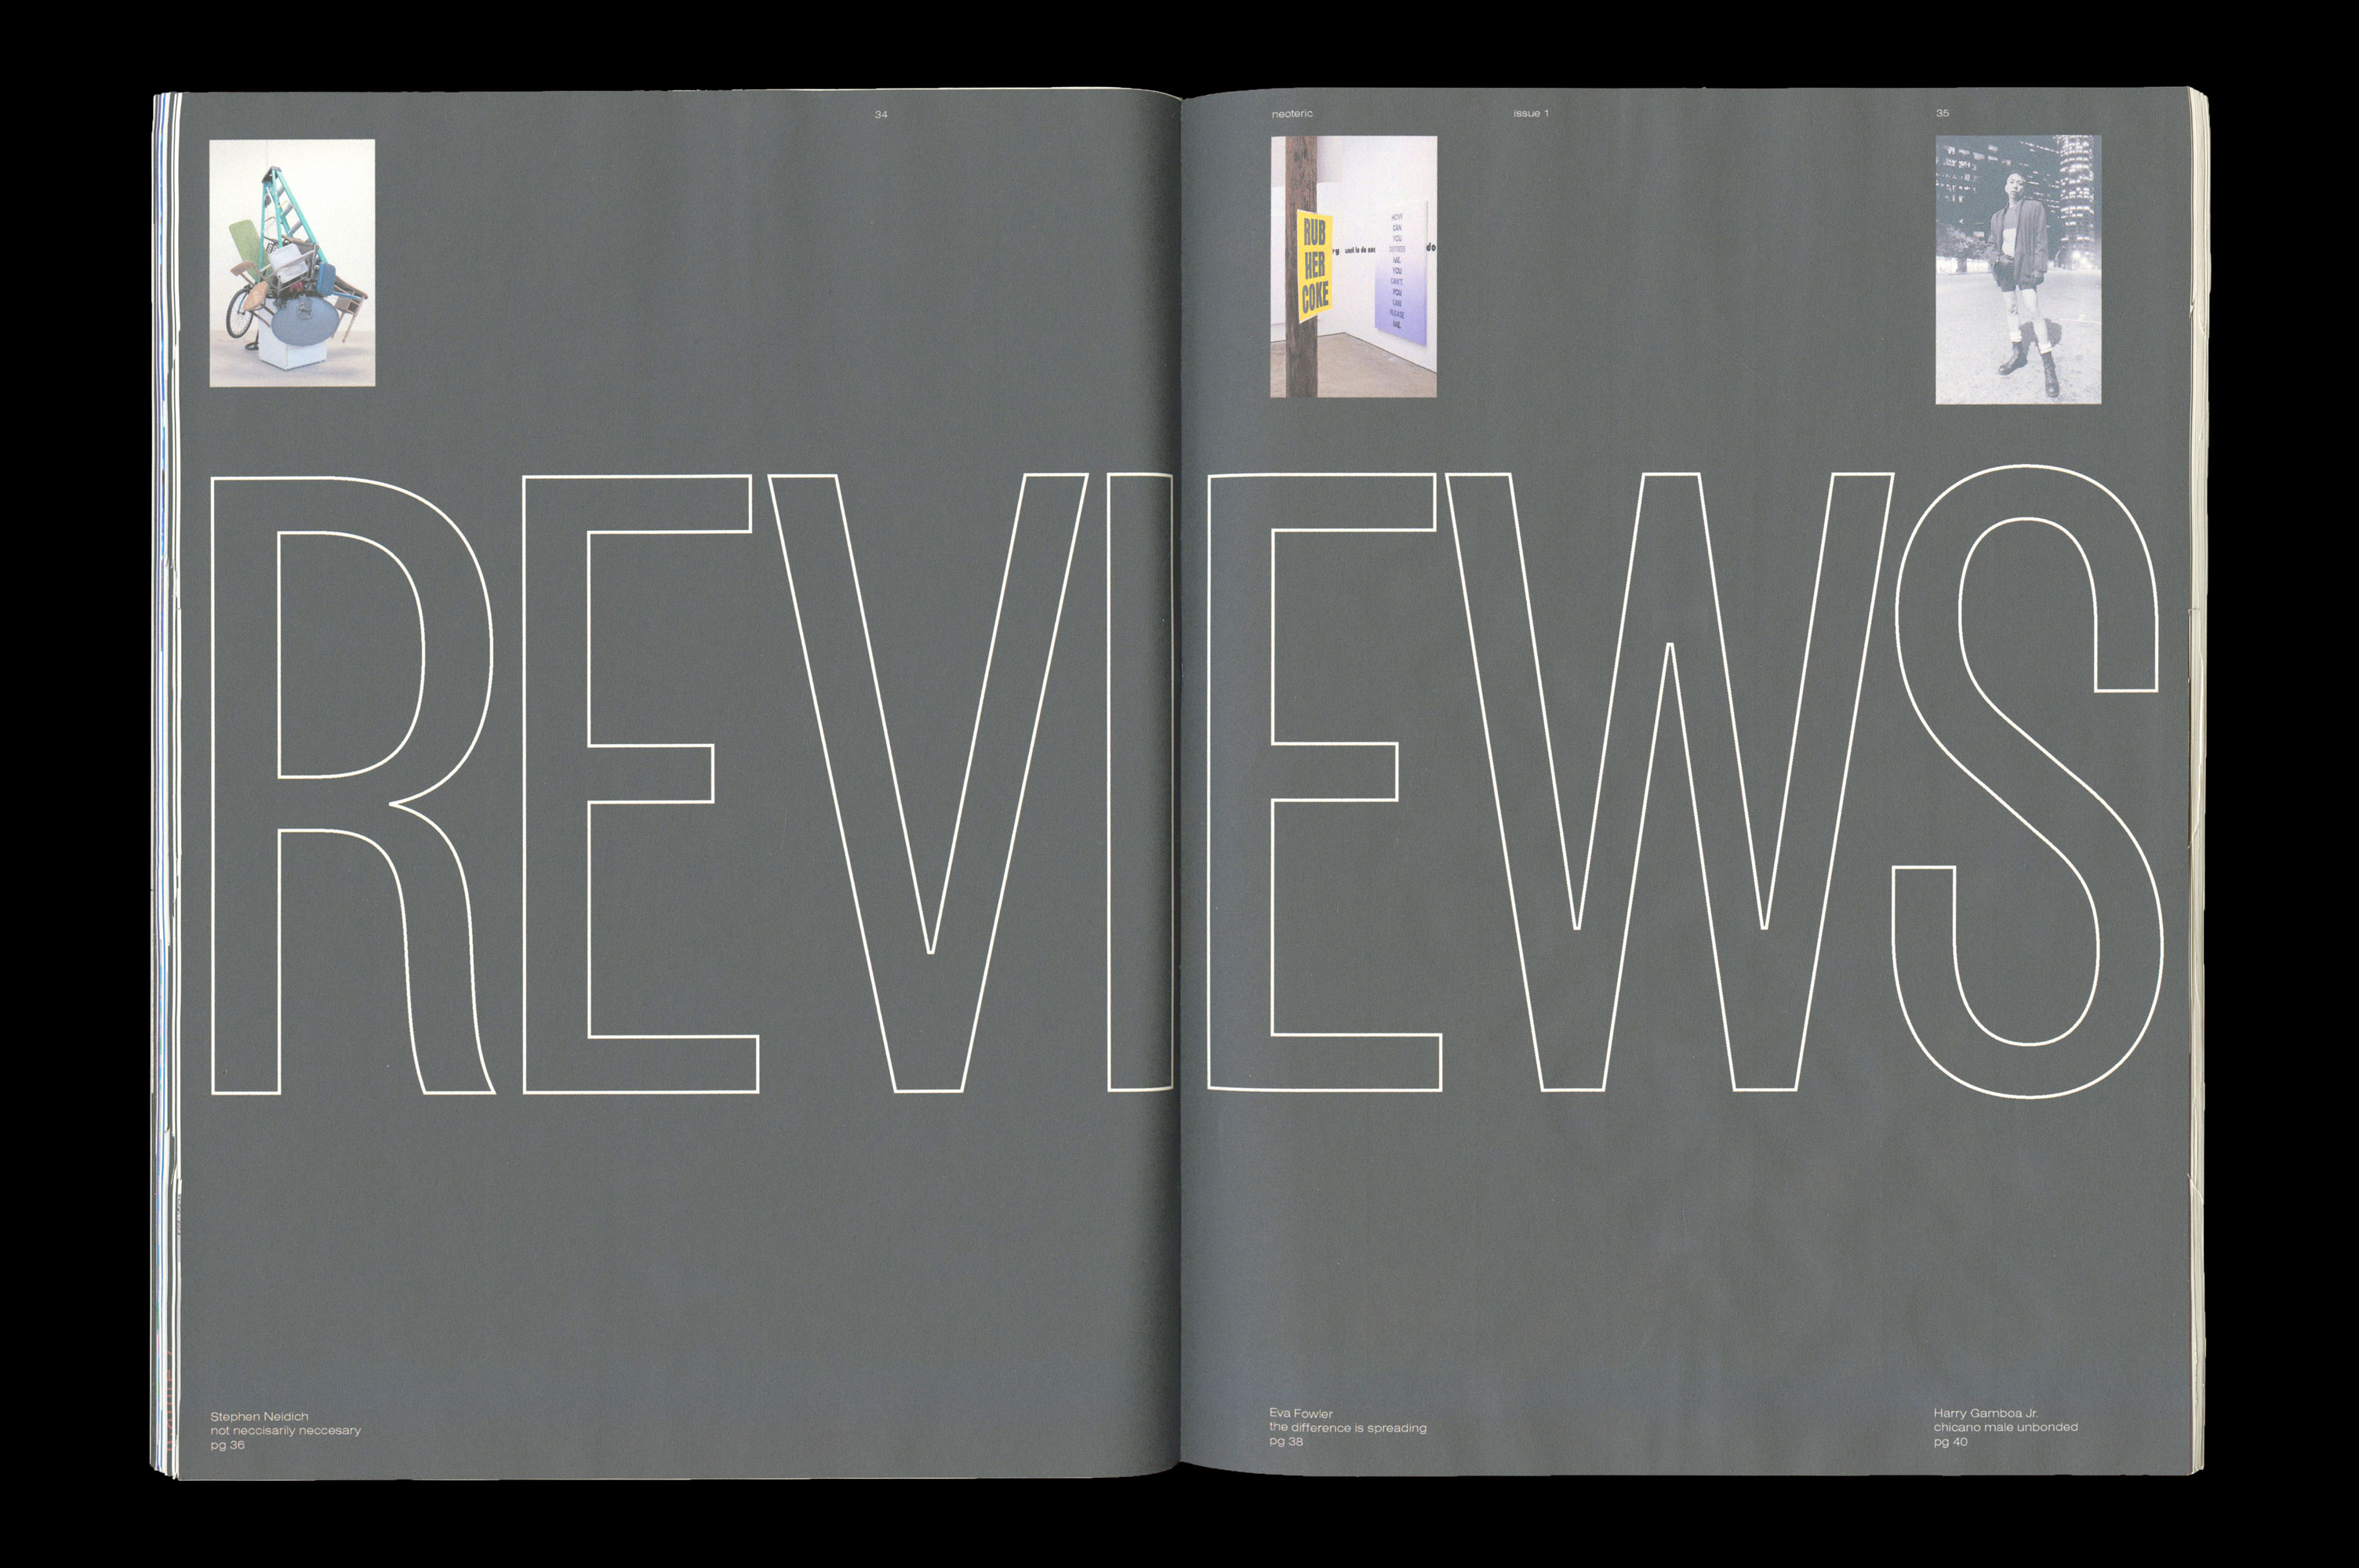 34
neoteric
issue 1
35
RUB
HER
COKE
HOW
CAN
YOU
ME,
YOU
CAN'T,
YOU
CAN
PLEASE
ME,
do
REVIEWS
Stephen Neidich
not neccisarily neccesary
pg 36
Eva Fowler
the difference is spreading
pg 38
Harry Gamboa Jr.
chicano male unbonded
pg 40